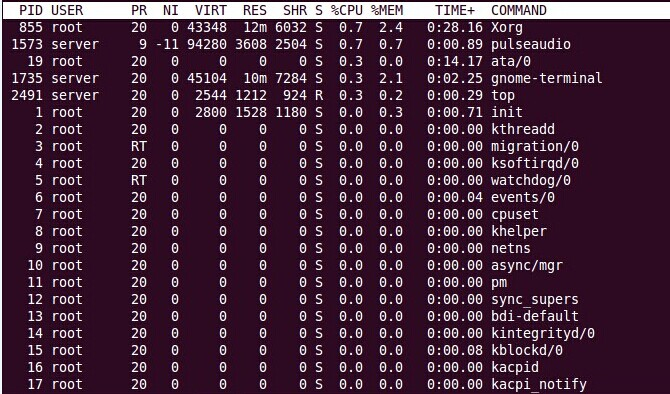 PID USER PR NI VIRT RES SHR S %CPU %MEM TIME+ COMMAND
855 root 20 0 43348 12m 6032 S 0.7 2.4 0:28.16 Xorg
1573 server 9 -11 94280 3608 2504 S 0.7 0.7 0:00.89 pulseaudio
19 root 20 0 0 0 0 S 0.3 0.0 0:14.17 ata/0
1735 server 20 0 45104 10m 7284 S 0.3 2.1 0:02.25 gnome-terminal
2491 server 20 0 2544 1212 924 R 0.3 0.2 0:00.29 top
1 root 20 0 2800 1528 1180 S 0.0 0.3 0:00.71 init
2 root 20 0 0 0 0 S 0.0 0.0 0:00.00 kthreadd
3 root RT 0 0 0 0 S 0.0 0.0 0:00.00 migration/0
4 root 20 0 0 0 0 S 0.0 0.0 0:00.00 ksoftirqd/0
5 root RT 0 0 0 0 S 0.0 0.0 0:00.00 watchdog/0
6 root 20 0 0 0 0 S 0.0 0.0 0:00.04 events/0
7 root 20 0 0 0 0 S 0.0 0.0 0:00.00 cpuset
8 root 20 0 0 0 0 S 0.0 0.0 0:00.00 khelper
9 root 20 0 0 0 0 S 0.0 0.0 0:00.00 netns
10 root 20 0 0 0 0 S 0.0 0.0 0:00.00 async/mgr
11 root 20 0 0 0 0 S 0.0 0.0 0:00.00 pm
12 root 20 0 0 0 0 S 0.0 0.0 0:00.00 sync_supers
13 root 20 0 0 0 0 S 0.0 0.0 0:00.00 bdi-default
14 root 20 0 0 0 0 S 0.0 0.0 0:00.00 kintegrityd/0
15 root 20 0 0 0 0 S 0.0 0.0 0:00.08 kblockd/0
16 root 20 0 0 0 0 S 0.0 0.0 0:00.00 kacpid
17 root 20 0 0 0 0 S 0.0 0.0 0:00.00 kacpi_notify